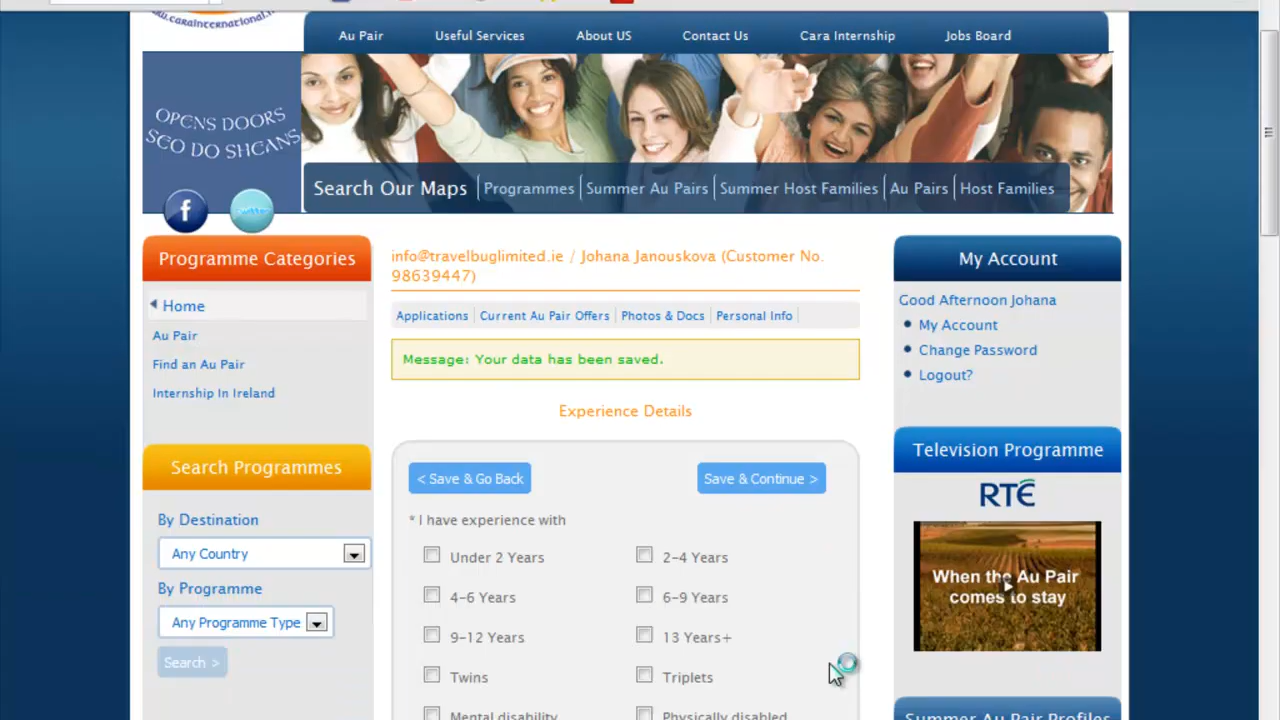 www.carainternational.n
Au Pair
Useful Services
About US
Contact Us
Cara Internship
Jobs Board
OPENS DOORS
SEO DO SHEANS
Search Our Maps
Programmes
Summer Au Pairs
Summer Host Families
Au Pairs
Host Families
f
twitter
Programme Categories
Home
Au Pair
Find an Au Pair
Internship In Ireland
Search Programmes
By Destination
Any Country
By Programme
Any Programme Type
Search >
info@travelbuglimited.ie / Johana Janouskova (Customer No.
98639447)
Applications
Current Au Pair Offers
Photos & Docs
Personal Info
Message: Your data has been saved.
Experience Details
< Save & Go Back
Save & Continue >
* I have experience with
Under 2 Years
2-4 Years
4-6 Years
6-9 Years
9-12 Years
13 Years+
Twins
Triplets
Mental disability
Physically disabled
My Account
Good Afternoon Johana
My Account
Change Password
Logout?
Television Programme
RTÉ
When the Au Pair
comes to stay
Summer Au Pair Profiles